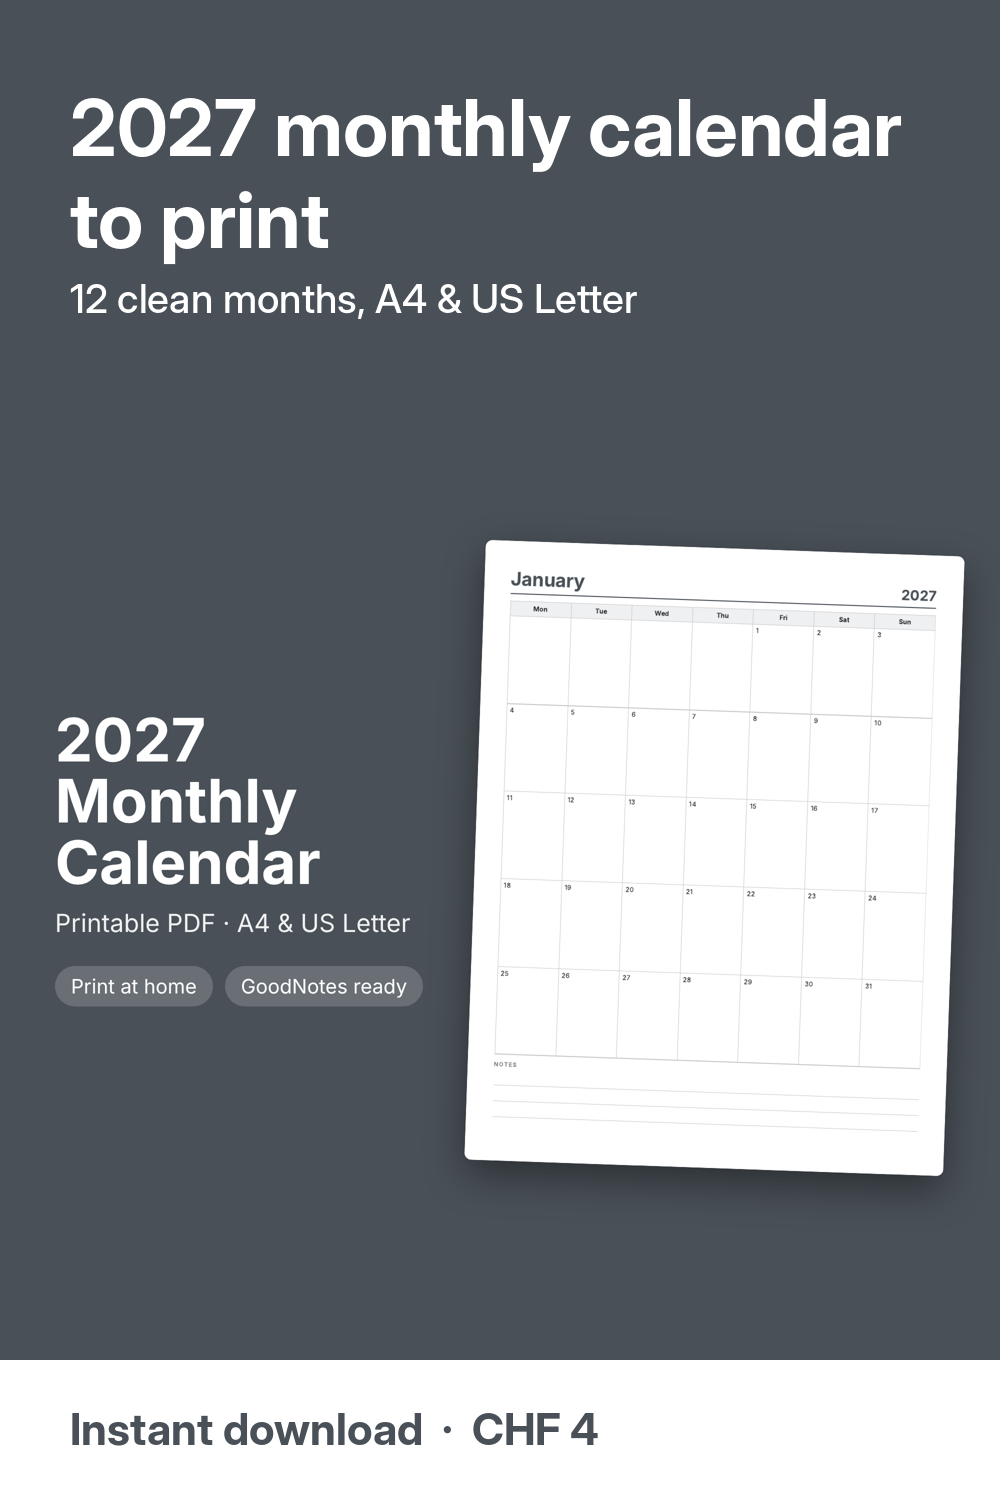 2027 monthly calendar
to print
12 clean months, A4 & US Letter
2027
Monthly
Calendar
Printable PDF · A4 & US Letter
Print at home GoodNotes ready
January 2027
Mon Tue Wed Thu Fri Sat Sun
1 2 3
4 5 6 7 8 9 10
11 12 13 14 15 16 17
18 19 20 21 22 23 24
25 26 27 28 29 30 31
NOTES
Instant download · CHF 4